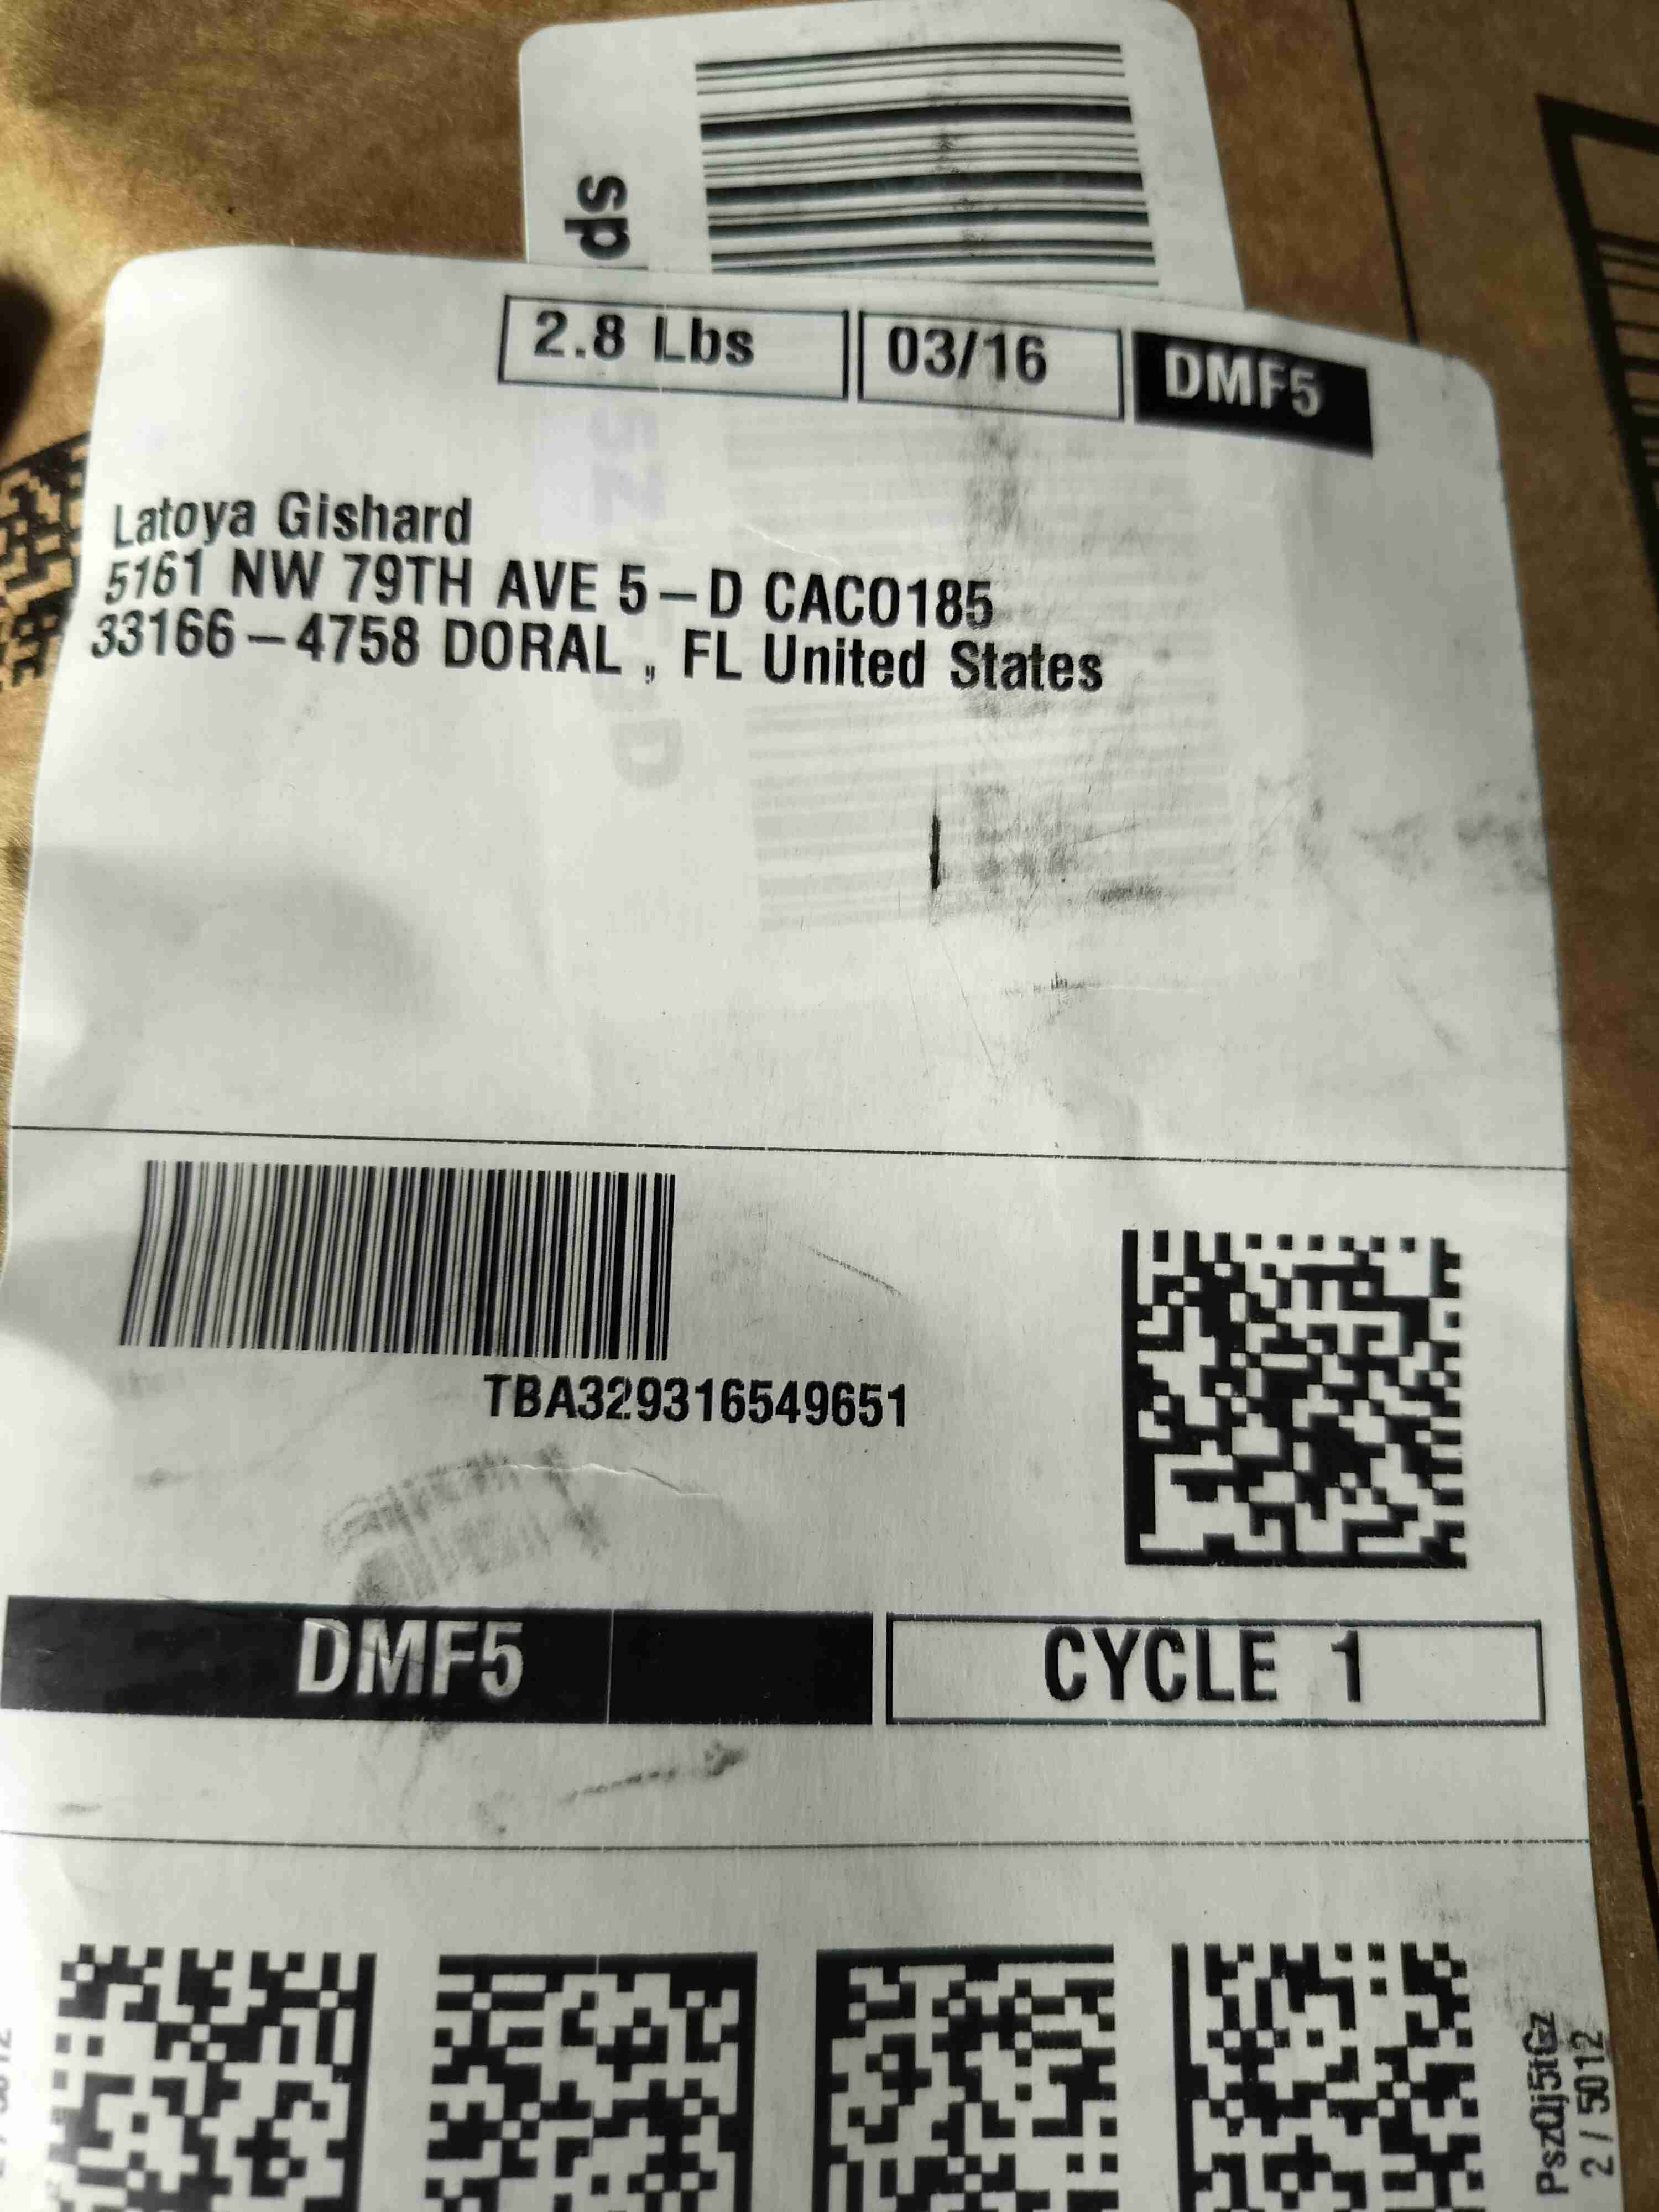 ds
2.8 Lbs 03/16 DMF5
Latoya Gishard
5161 NW 79TH AVE 5-D CACO185
33166-4758 DORAL ,, FL United States
TBA329316549651
DMF5 CYCLE 1
PszQj5tGz
2 / 5012